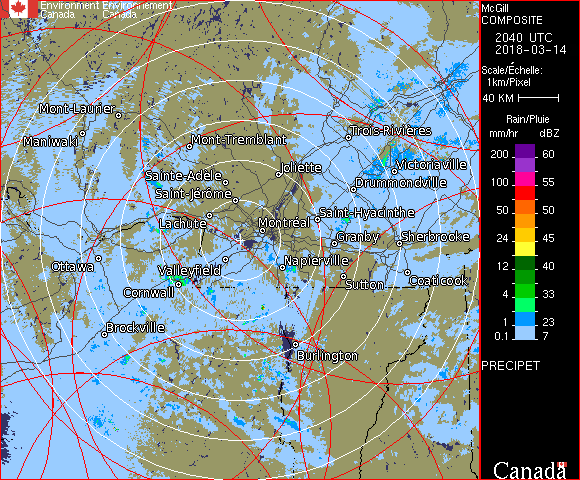 Environment Environnement
Canada Canada
McGill
COMPOSITE
2040 UTC
2018-03-14
Scale/Échelle:
1km/Pixel
40 KM
Rain/Pluie
mm/hr dBZ
200 60
100 55
50 50
24 45
12 40
4 33
1 23
0.1 7
PRECIPET
Canada
Mont-Laurier
Maniwaki
Mont-Tremblant
Trois-Rivières
Joliette
Victoriaville
Sainte-Adèle
Drummondville
Saint-Jérôme
Saint-Hyacinthe
Lachute
Montréal
Granby
Sherbrooke
Ottawa
Valleyfield
Napierville
Sutton
Coaticook
Cornwall
Brockville
Burlington